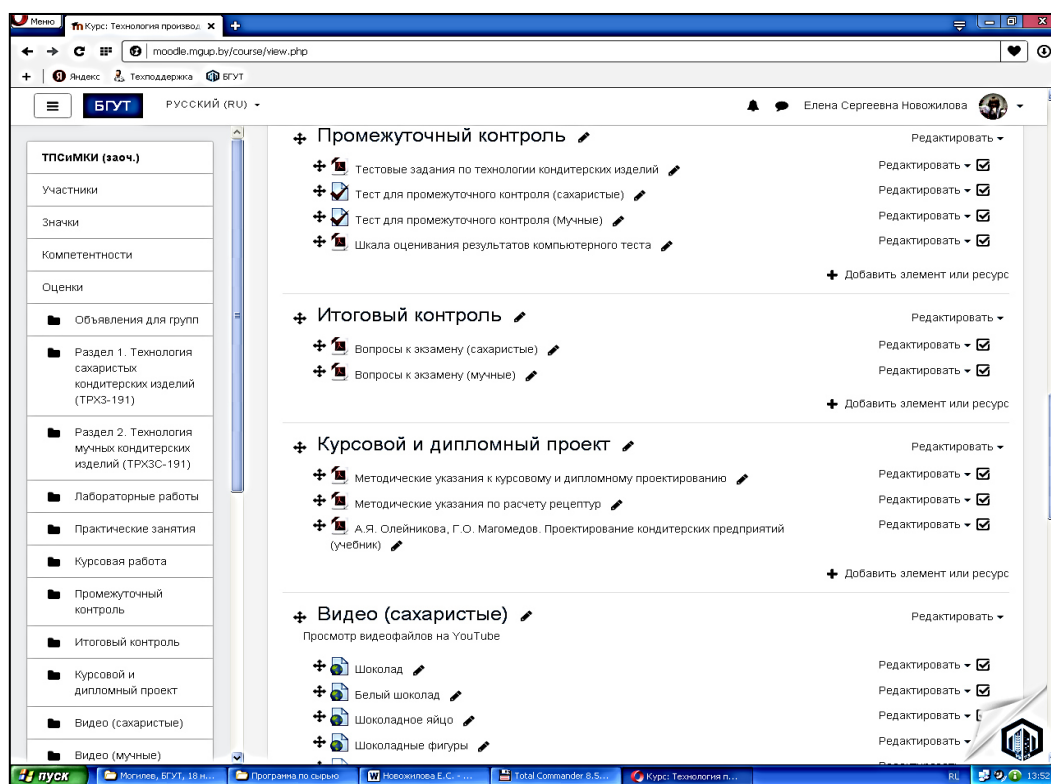 Меню
Курс: Технология производ
moodle.mgup.by/course/view.php
Яндекс Техподдержка БГУТ
БГУТ РУССКИЙ (RU) Елена Сергеевна Новожилова
ТПСиМКИ (заоч.)
Участники
Значки
Компетентности
Оценки
Объявления для групп
Раздел 1. Технология
сахаристых
кондитерских изделий
(ТРХЗ-191)
Раздел 2. Технология
мучных кондитерских
изделий (ТРХЗС-191)
Лабораторные работы
Практические занятия
Курсовая работа
Промежуточный
контроль
Итоговый контроль
Курсовой и
дипломный проект
Видео (сахаристые)
Видео (мучные)
Промежуточный контроль Редактировать
Тестовые задания по технологии кондитерских изделий Редактировать
Тест для промежуточного контроля (сахаристые) Редактировать
Тест для промежуточного контроля (Мучные) Редактировать
Шкала оценивания результатов компьютерного теста Редактировать
Добавить элемент или ресурс
Итоговый контроль Редактировать
Вопросы к экзамену (сахаристые) Редактировать
Вопросы к экзамену (мучные) Редактировать
Добавить элемент или ресурс
Курсовой и дипломный проект Редактировать
Методические указания к курсовому и дипломному проектированию Редактировать
Методические указания по расчету рецептур Редактировать
А.Я. Олейникова, Г.О. Магомедов. Проектирование кондитерских предприятий Редактировать
(учебник)
Добавить элемент или ресурс
Видео (сахаристые) Редактировать
Просмотр видеофайлов на YouTube
Шоколад Редактировать
Белый шоколад Редактировать
Шоколадное яйцо Редактировать
Шоколадные фигуры Редактировать
пуск Могилев, БГУТ, 18 н... Программа по сырью Новожилова Е.С. - ... Total Commander 8.5... Курс: Технология п... RU 13:52